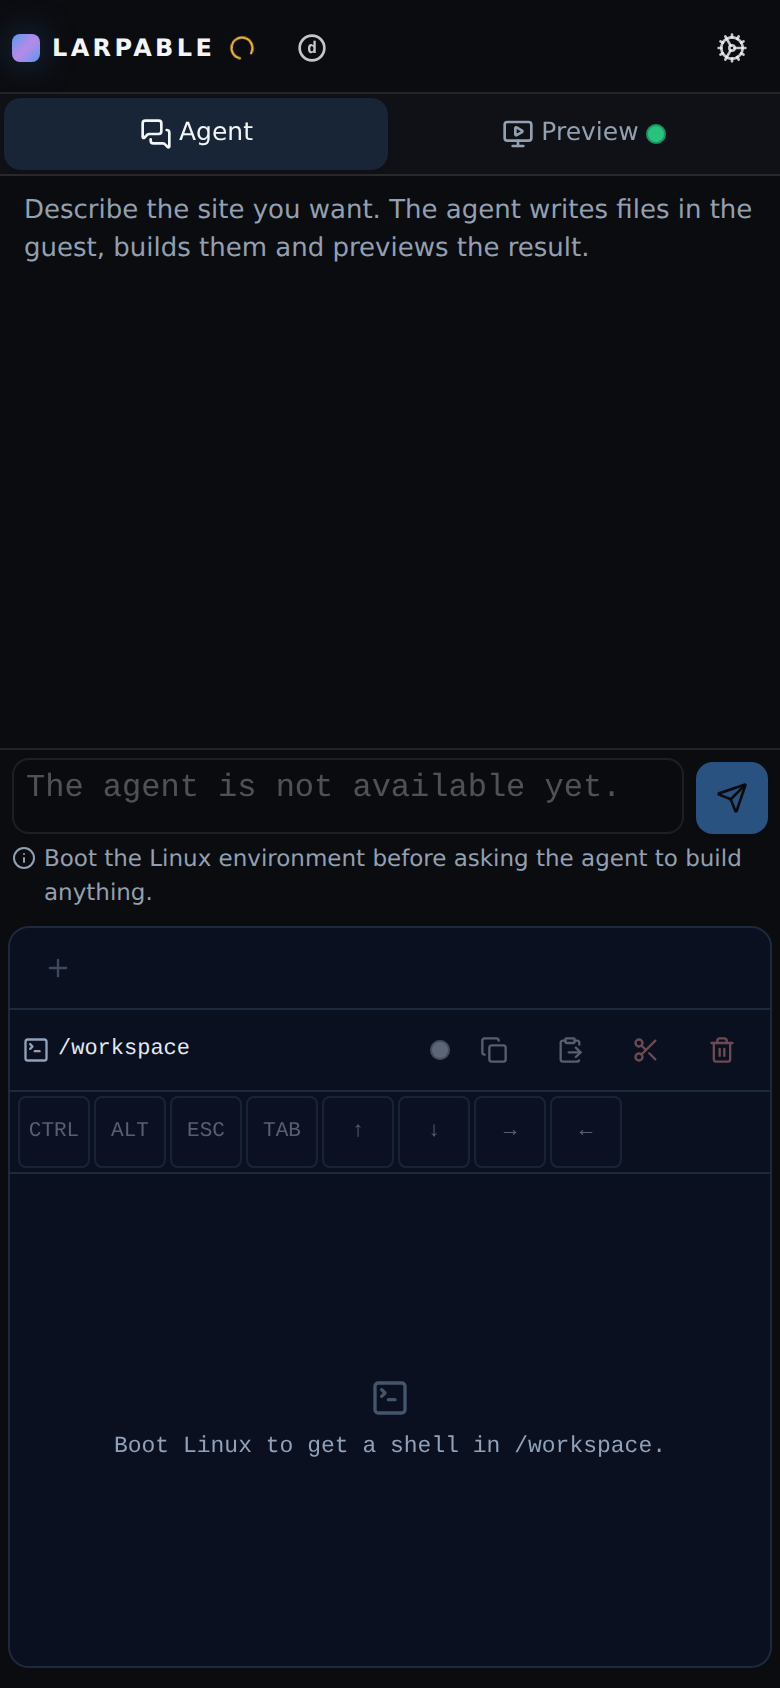 LARPABLE
d
Agent
Preview
Describe the site you want. The agent writes files in the
guest, builds them and previews the result.
The agent is not available yet.
Boot the Linux environment before asking the agent to build
anything.
+
/workspace
CTRL ALT ESC TAB ↑ ↓ → ←
Boot Linux to get a shell in /workspace.